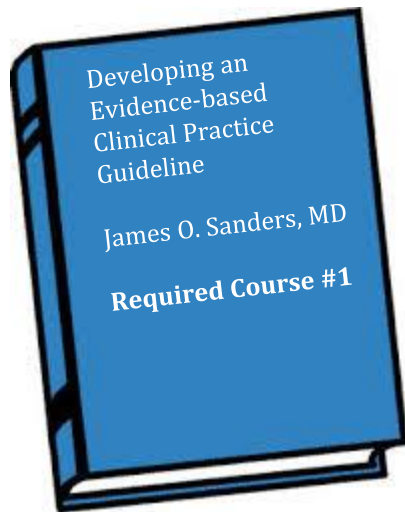 Developing an
Evidence-based
Clinical Practice
Guideline
James O. Sanders, MD
Required Course #1